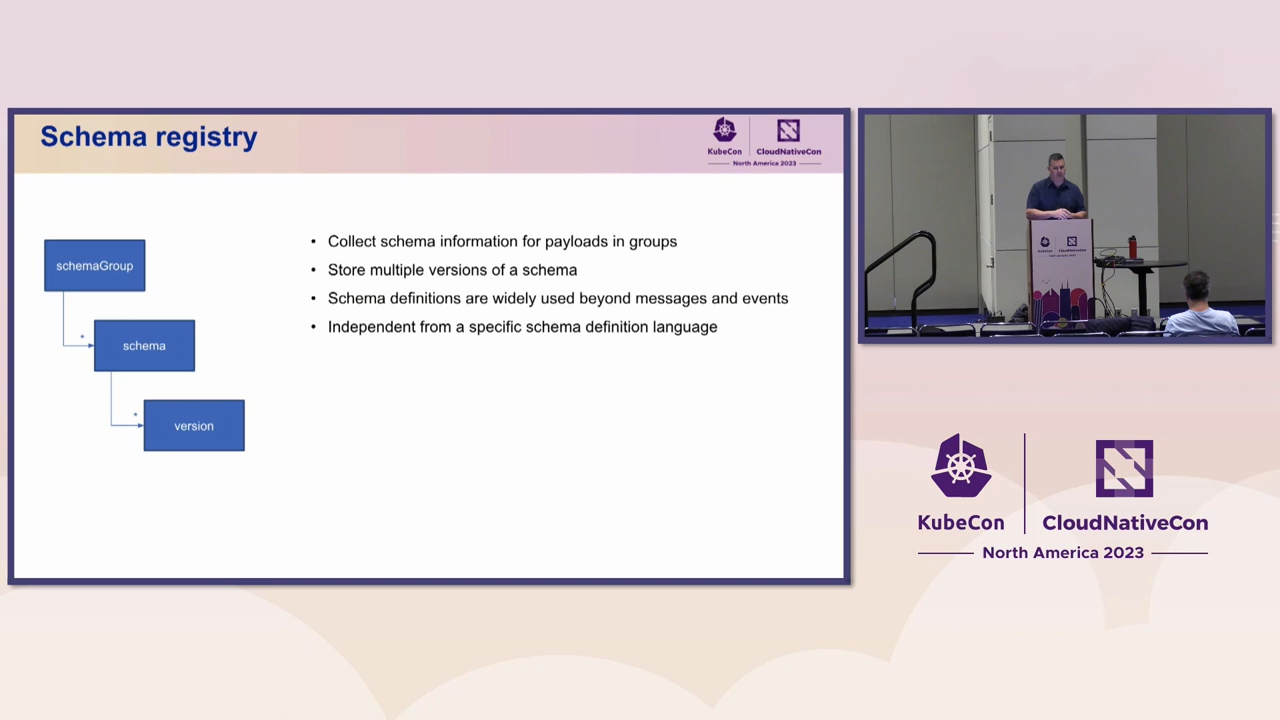 Schema registry
KubeCon
CloudNativeCon
North America 2023
schemaGroup
*
schema
*
version
• Collect schema information for payloads in groups
• Store multiple versions of a schema
• Schema definitions are widely used beyond messages and events
• Independent from a specific schema definition language
KubeCon
CloudNativeCon
North America 2023